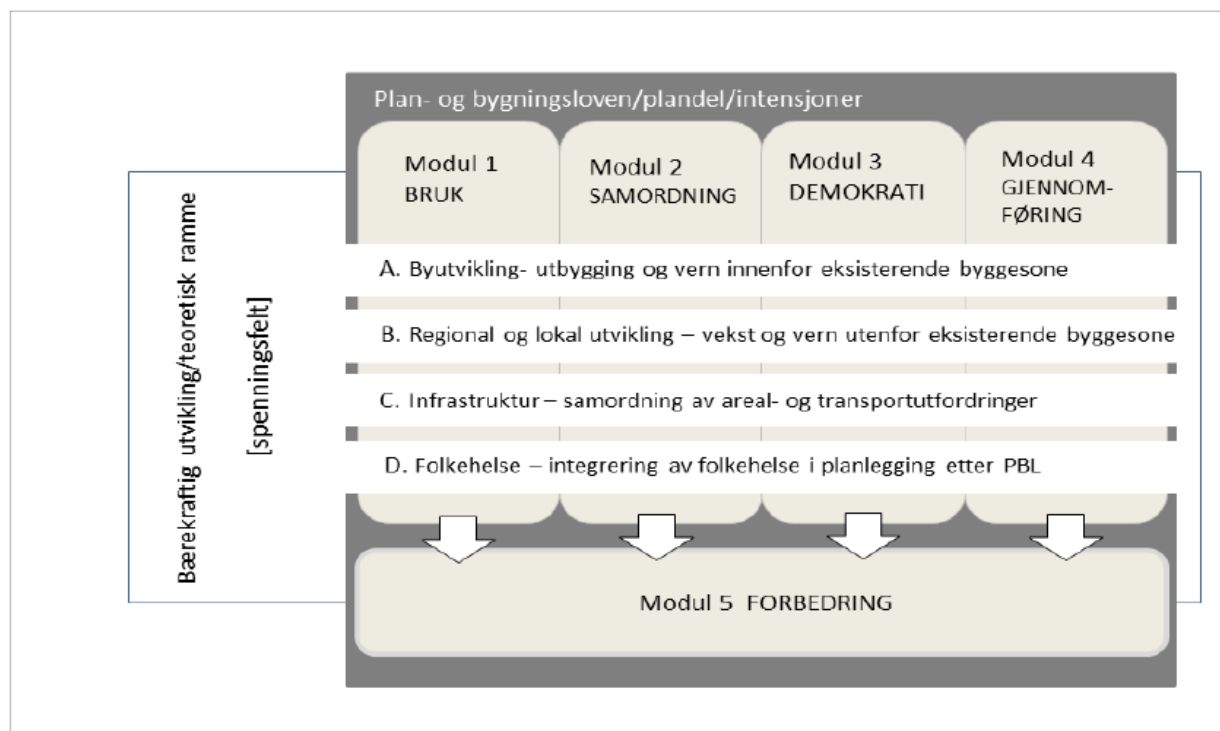 Plan- og bygningsloven/plandel/intensjoner
Modul 1
BRUK
Modul 2
SAMORDNING
Modul 3
DEMOKRATI
Modul 4
GJENNOM-
FØRING
A. Byutvikling- utbygging og vern innenfor eksisterende byggesone
B. Regional og lokal utvikling – vekst og vern utenfor eksisterende byggesone
C. Infrastruktur – samordning av areal- og transportutfordringer
D. Folkehelse – integrering av folkehelse i planlegging etter PBL
Modul 5 FORBEDRING
Bærekraftig utvikling/teoretisk ramme
[spenningsfelt]